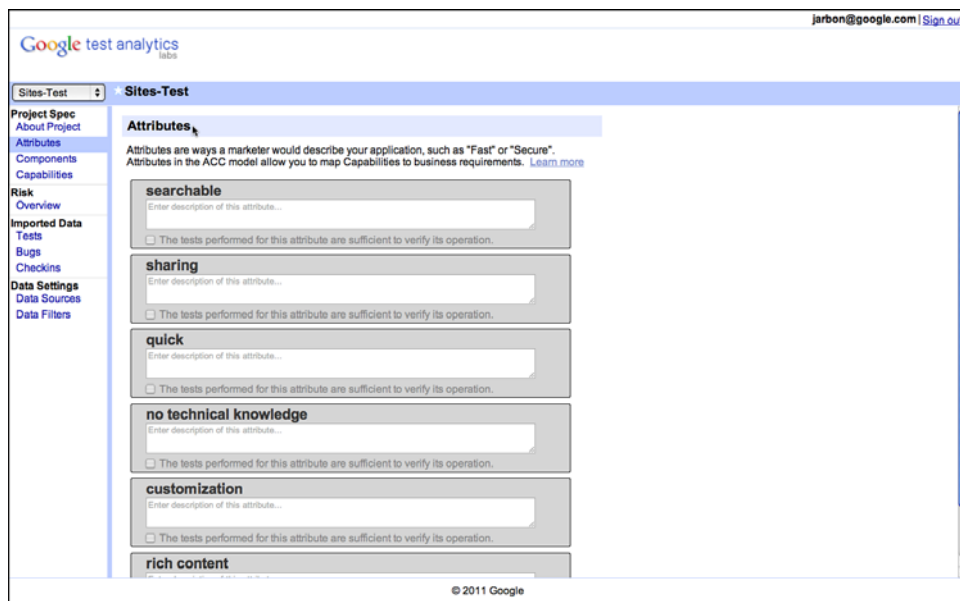 jarbon@google.com | Sign out
Google test analytics
labs
Sites-Test
Sites-Test
Project Spec
About Project
Attributes
Components
Capabilities
Risk
Overview
Imported Data
Tests
Bugs
Checkins
Data Settings
Data Sources
Data Filters
Attributes
Attributes are ways a marketer would describe your application, such as "Fast" or "Secure".
Attributes in the ACC model allow you to map Capabilities to business requirements. Learn more
searchable
Enter description of this attribute...
The tests performed for this attribute are sufficient to verify its operation.
sharing
Enter description of this attribute...
The tests performed for this attribute are sufficient to verify its operation.
quick
Enter description of this attribute...
The tests performed for this attribute are sufficient to verify its operation.
no technical knowledge
Enter description of this attribute...
The tests performed for this attribute are sufficient to verify its operation.
customization
Enter description of this attribute...
The tests performed for this attribute are sufficient to verify its operation.
rich content
© 2011 Google